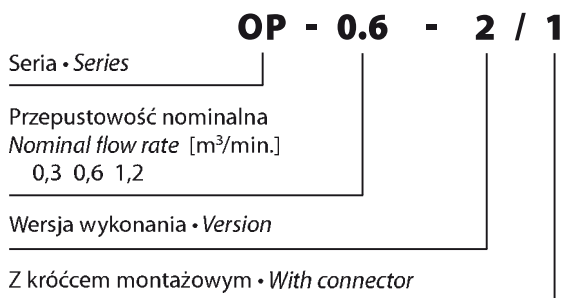 OP - 0.6 - 2 / 1
Seria • Series
Przepustowość nominalna
Nominal flow rate [m³/min.]
0,3 0,6 1,2
Wersja wykonania • Version
Z króćcem montażowym • With connector